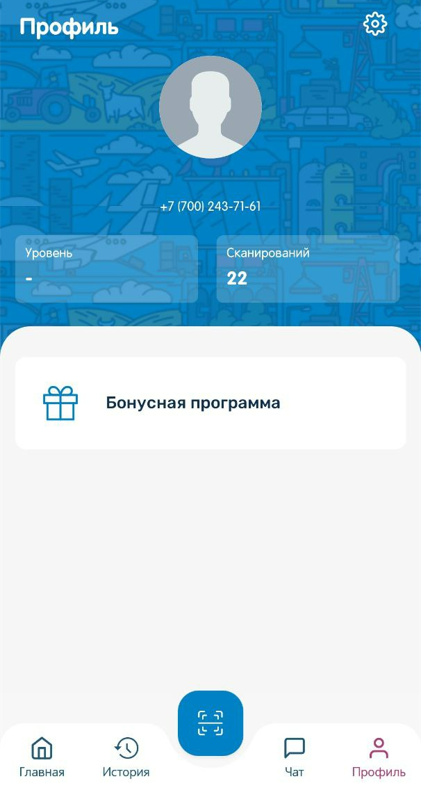 Профиль
+7 (700) 243-71-61
Уровень
-
Сканирований
22
Бонусная программа
Главная
История
Чат
Профиль